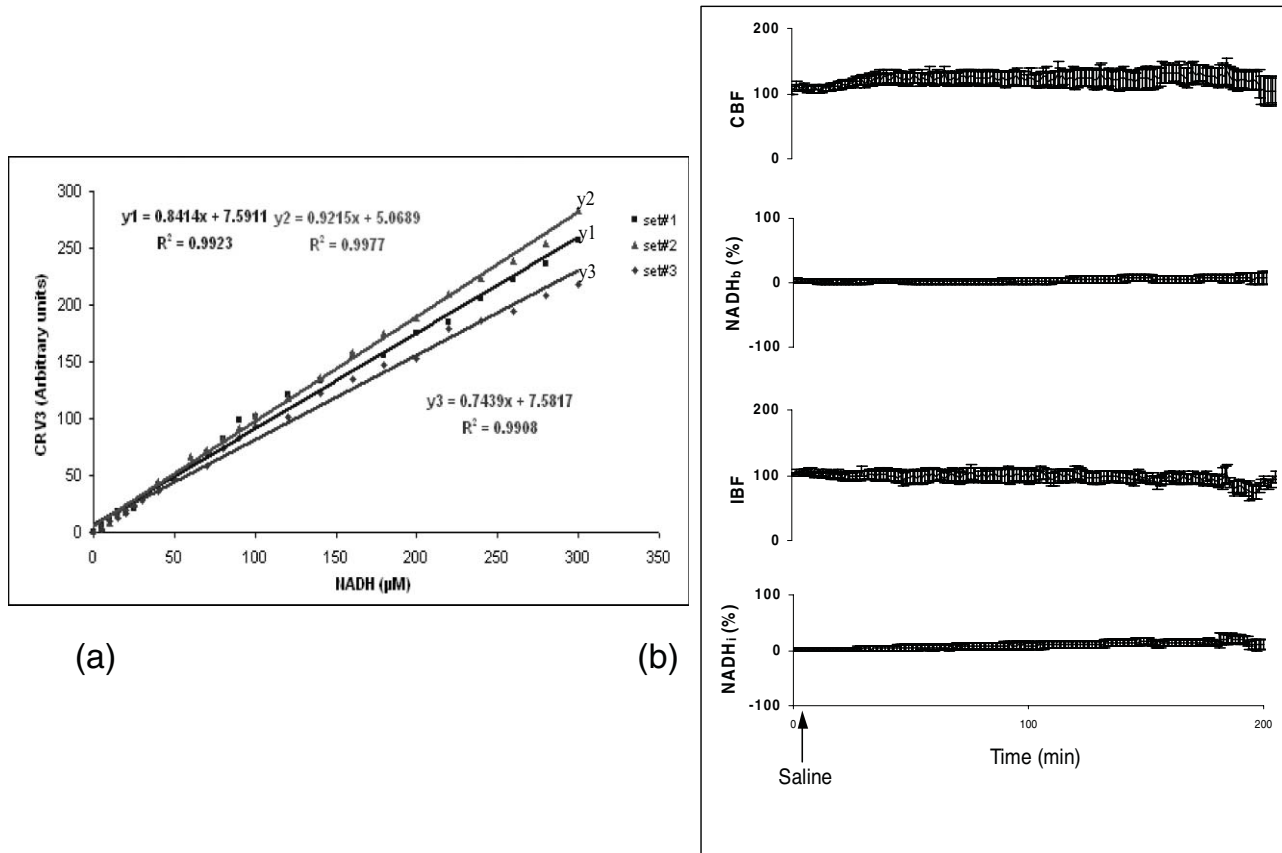 300
250
200
150
100
50
0
CRV3 (Arbitrary units)
y1 = 0.8414x + 7.5911 y2 = 0.9215x + 5.0689
R² = 0.9923 R² = 0.9977
y2
y1
y3
set#1
set#2
set#3
y3 = 0.7439x + 7.5817
R² = 0.9908
0 50 100 150 200 250 300 350
NADH (µM)
(a)
(b)
200
100
0
CBF
100
0
-100
NADHb (%)
200
100
0
IBF
100
0
-100
NADHi (%)
0 100 200
Time (min)
Saline